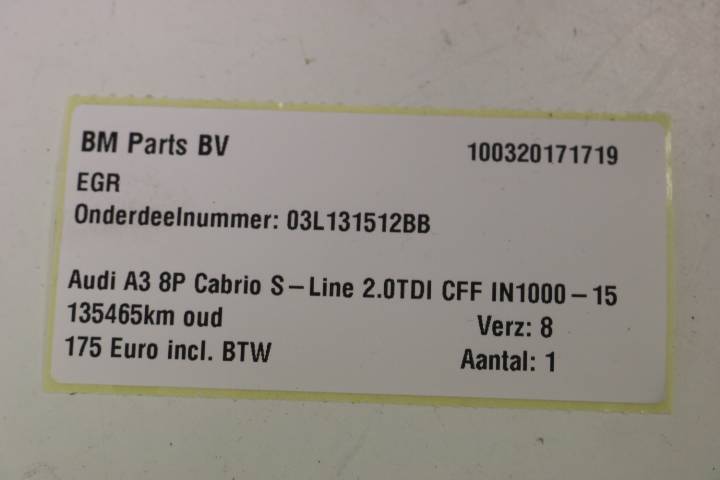 BM Parts BV 100320171719
EGR
Onderdeelnummer: 03L131512BB
Audi A3 8P Cabrio S-Line 2.0TDI CFF IN1000-15
135465km oud Verz: 8
175 Euro incl. BTW Aantal: 1